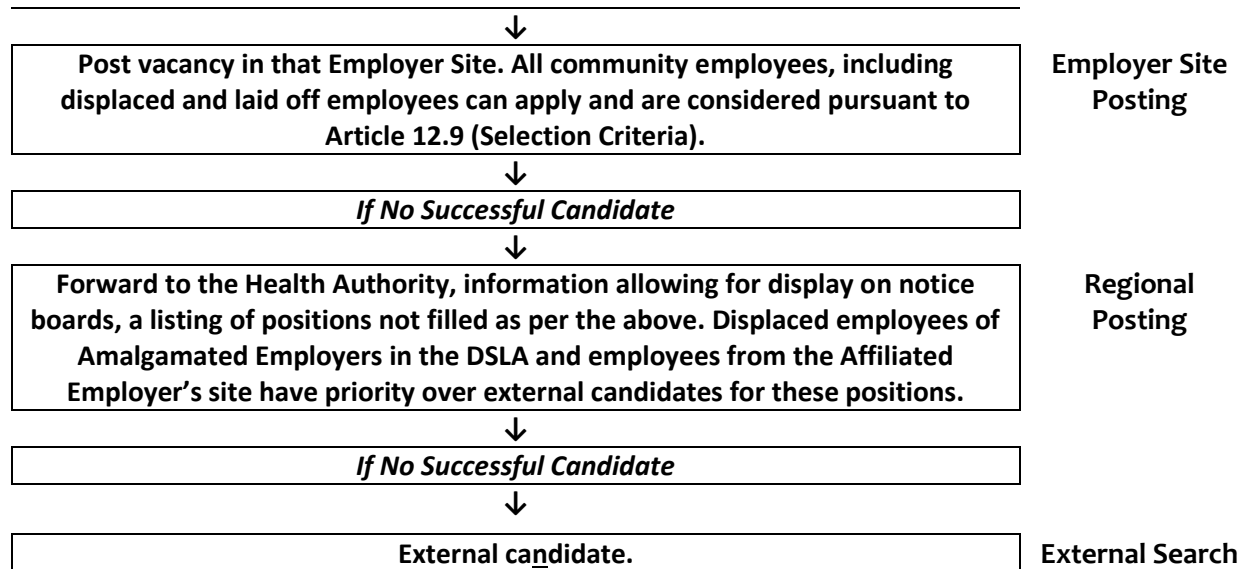 ↓
Post vacancy in that Employer Site. All community employees, including
displaced and laid off employees can apply and are considered pursuant to
Article 12.9 (Selection Criteria).
Employer Site
Posting
↓
If No Successful Candidate
↓
Forward to the Health Authority, information allowing for display on notice
boards, a listing of positions not filled as per the above. Displaced employees of
Amalgamated Employers in the DSLA and employees from the Affiliated
Employer’s site have priority over external candidates for these positions.
Regional
Posting
↓
If No Successful Candidate
↓
External candidate.
External Search